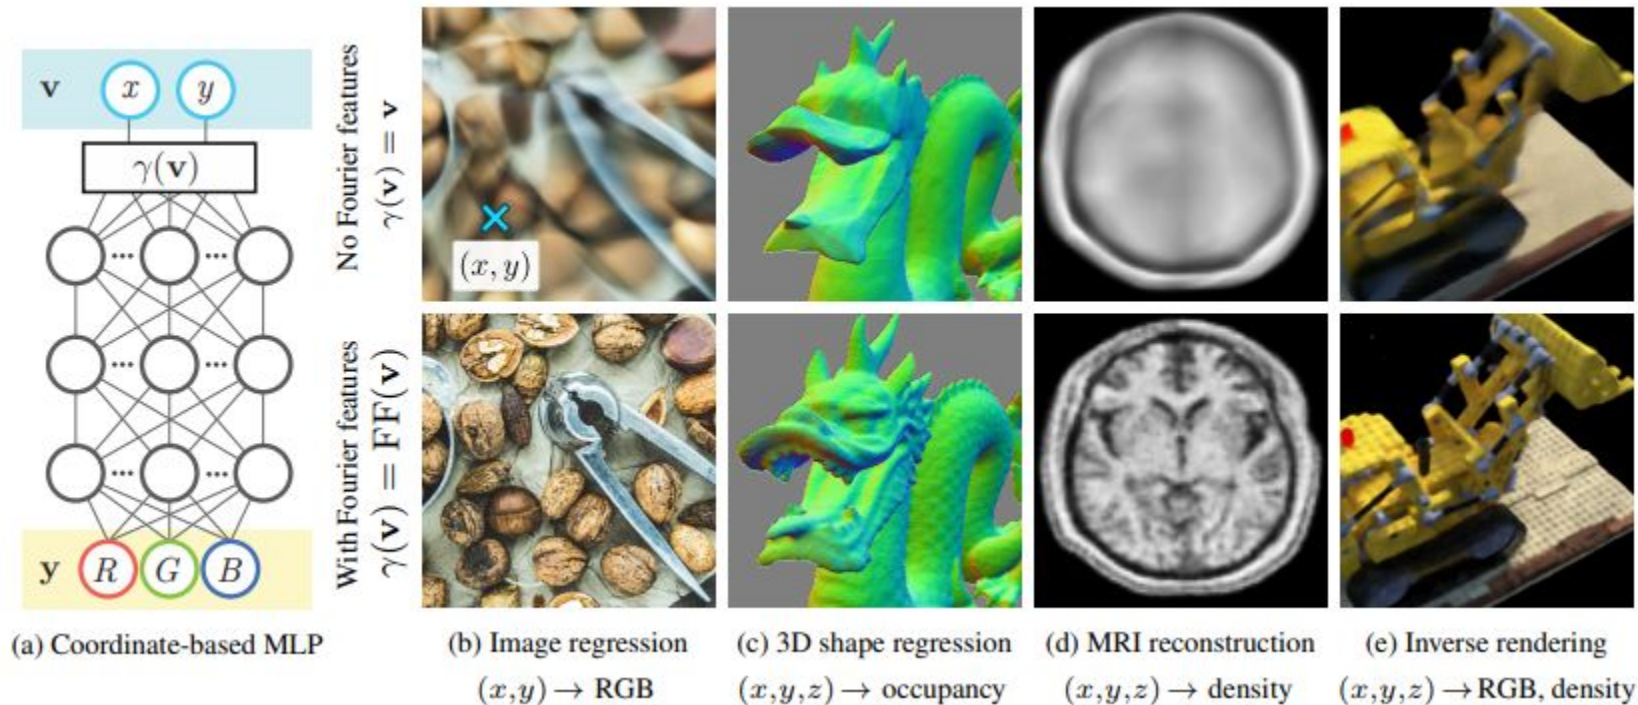 v x y
γ(v)
... ...
... ...
... ...
y R G B
(a) Coordinate-based MLP
No Fourier features
γ(v) = v
With Fourier features
γ(v) = FF(v)
(x, y)
(b) Image regression
(x,y) → RGB
(c) 3D shape regression
(x,y,z) → occupancy
(d) MRI reconstruction
(x,y,z) → density
(e) Inverse rendering
(x,y,z) → RGB, density